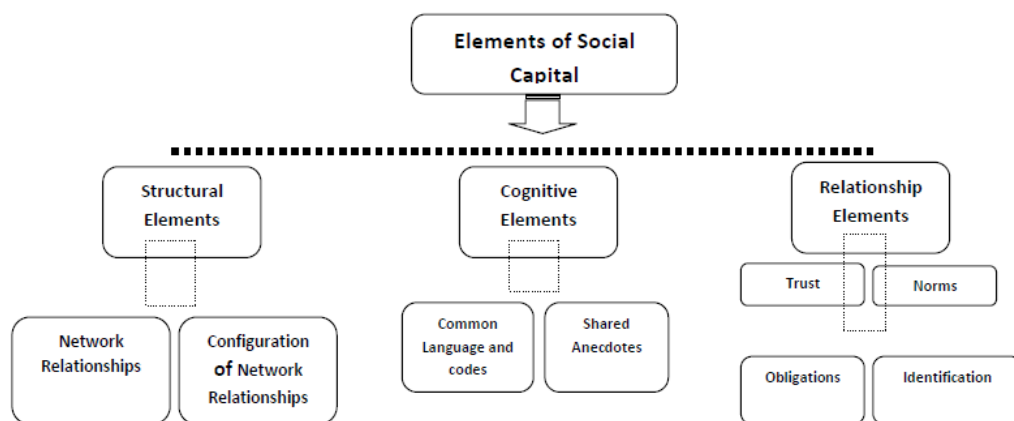 Elements of Social
Capital
Structural
Elements
Cognitive
Elements
Relationship
Elements
Network
Relationships
Configuration
of Network
Relationships
Common
Language and
codes
Shared
Anecdotes
Trust
Norms
Obligations
Identification